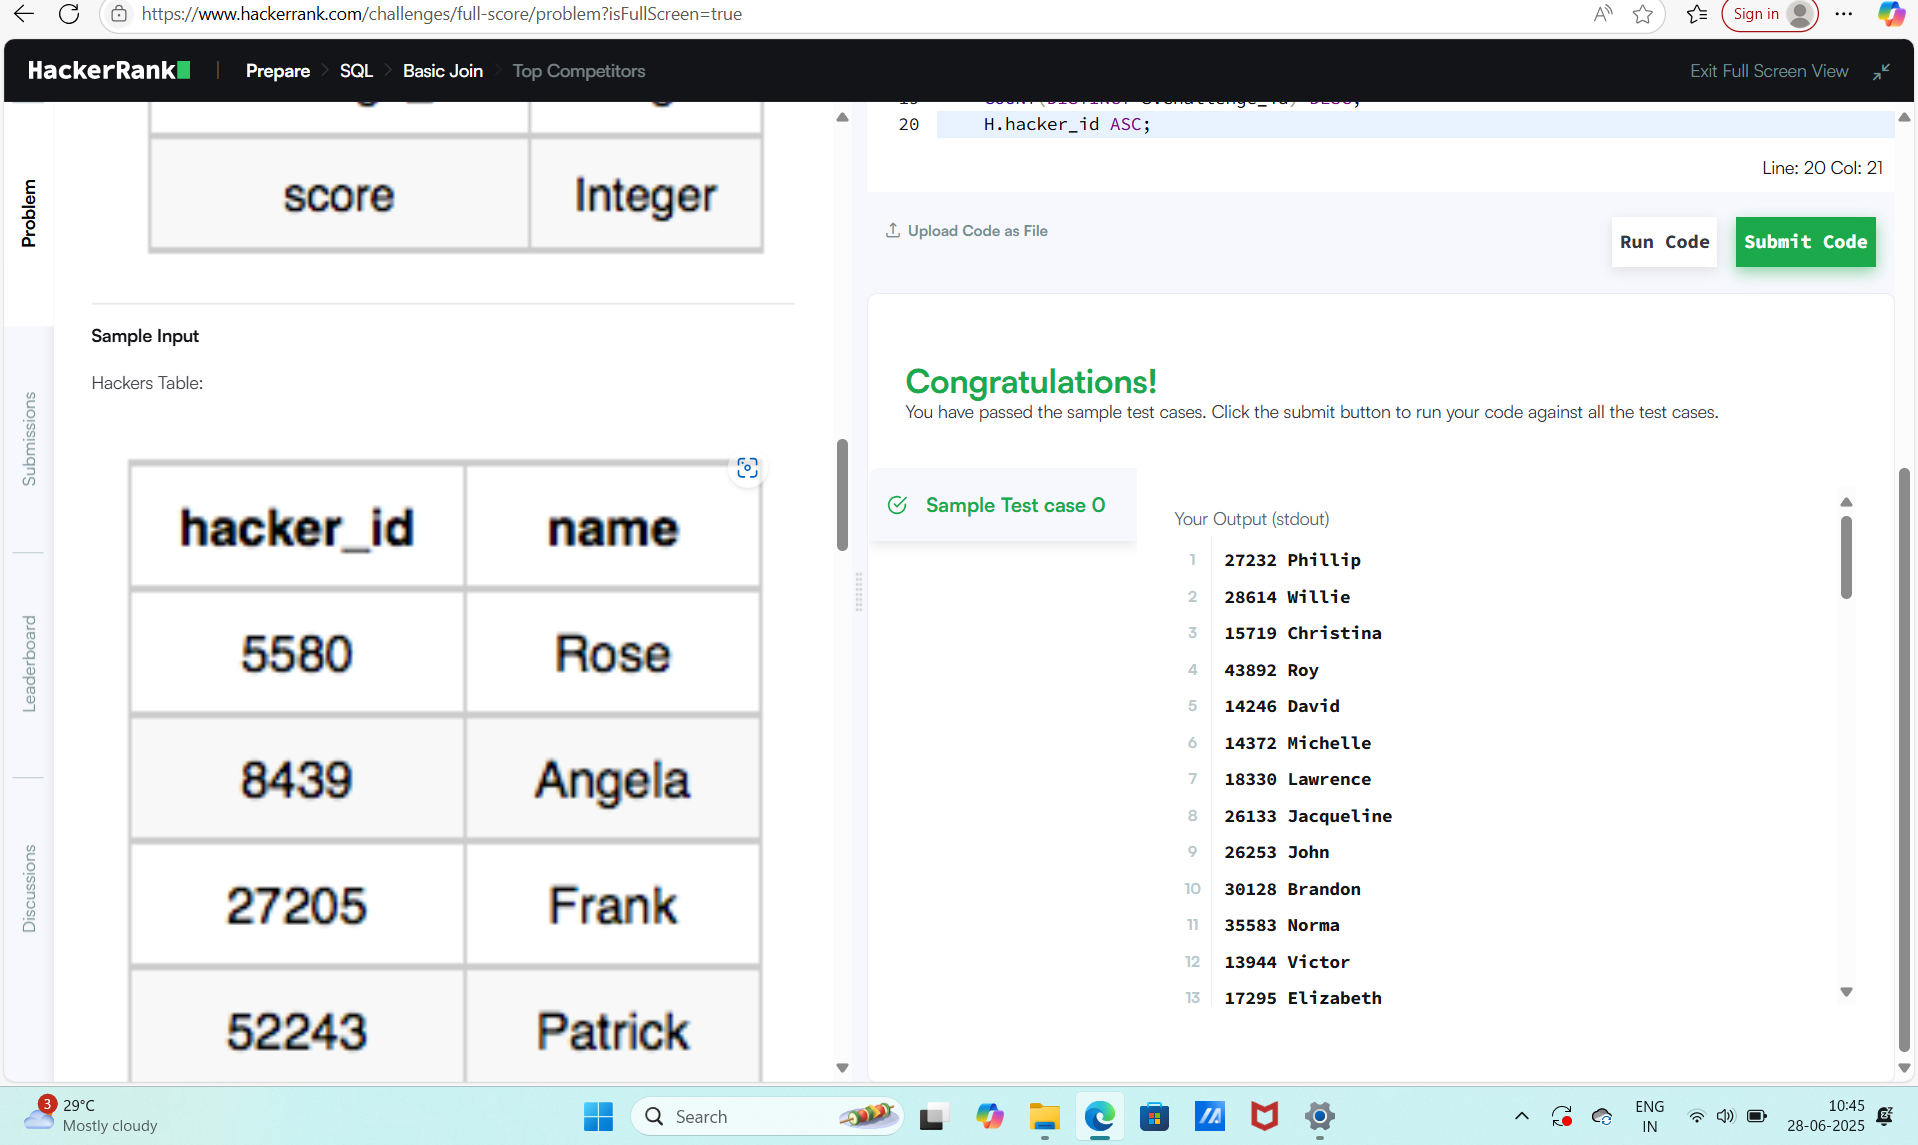 https://www.hackerrank.com/challenges/full-score/problem?isFullScreen=true
Sign in
HackerRank
Prepare
SQL
Basic Join
Top Competitors
Exit Full Screen View
Problem
Submissions
Leaderboard
Discussions
score Integer
Sample Input
Hackers Table:
hacker_id name
5580 Rose
8439 Angela
27205 Frank
52243 Patrick
20 H.hacker_id ASC;
Line: 20 Col: 21
Upload Code as File
Run Code
Submit Code
Congratulations!
You have passed the sample test cases. Click the submit button to run your code against all the test cases.
Sample Test case 0
Your Output (stdout)
1 27232 Phillip
2 28614 Willie
3 15719 Christina
4 43892 Roy
5 14246 David
6 14372 Michelle
7 18330 Lawrence
8 26133 Jacqueline
9 26253 John
10 30128 Brandon
11 35583 Norma
12 13944 Victor
13 17295 Elizabeth
3
29°C
Mostly cloudy
Search
ENG
IN
10:45
28-06-2025